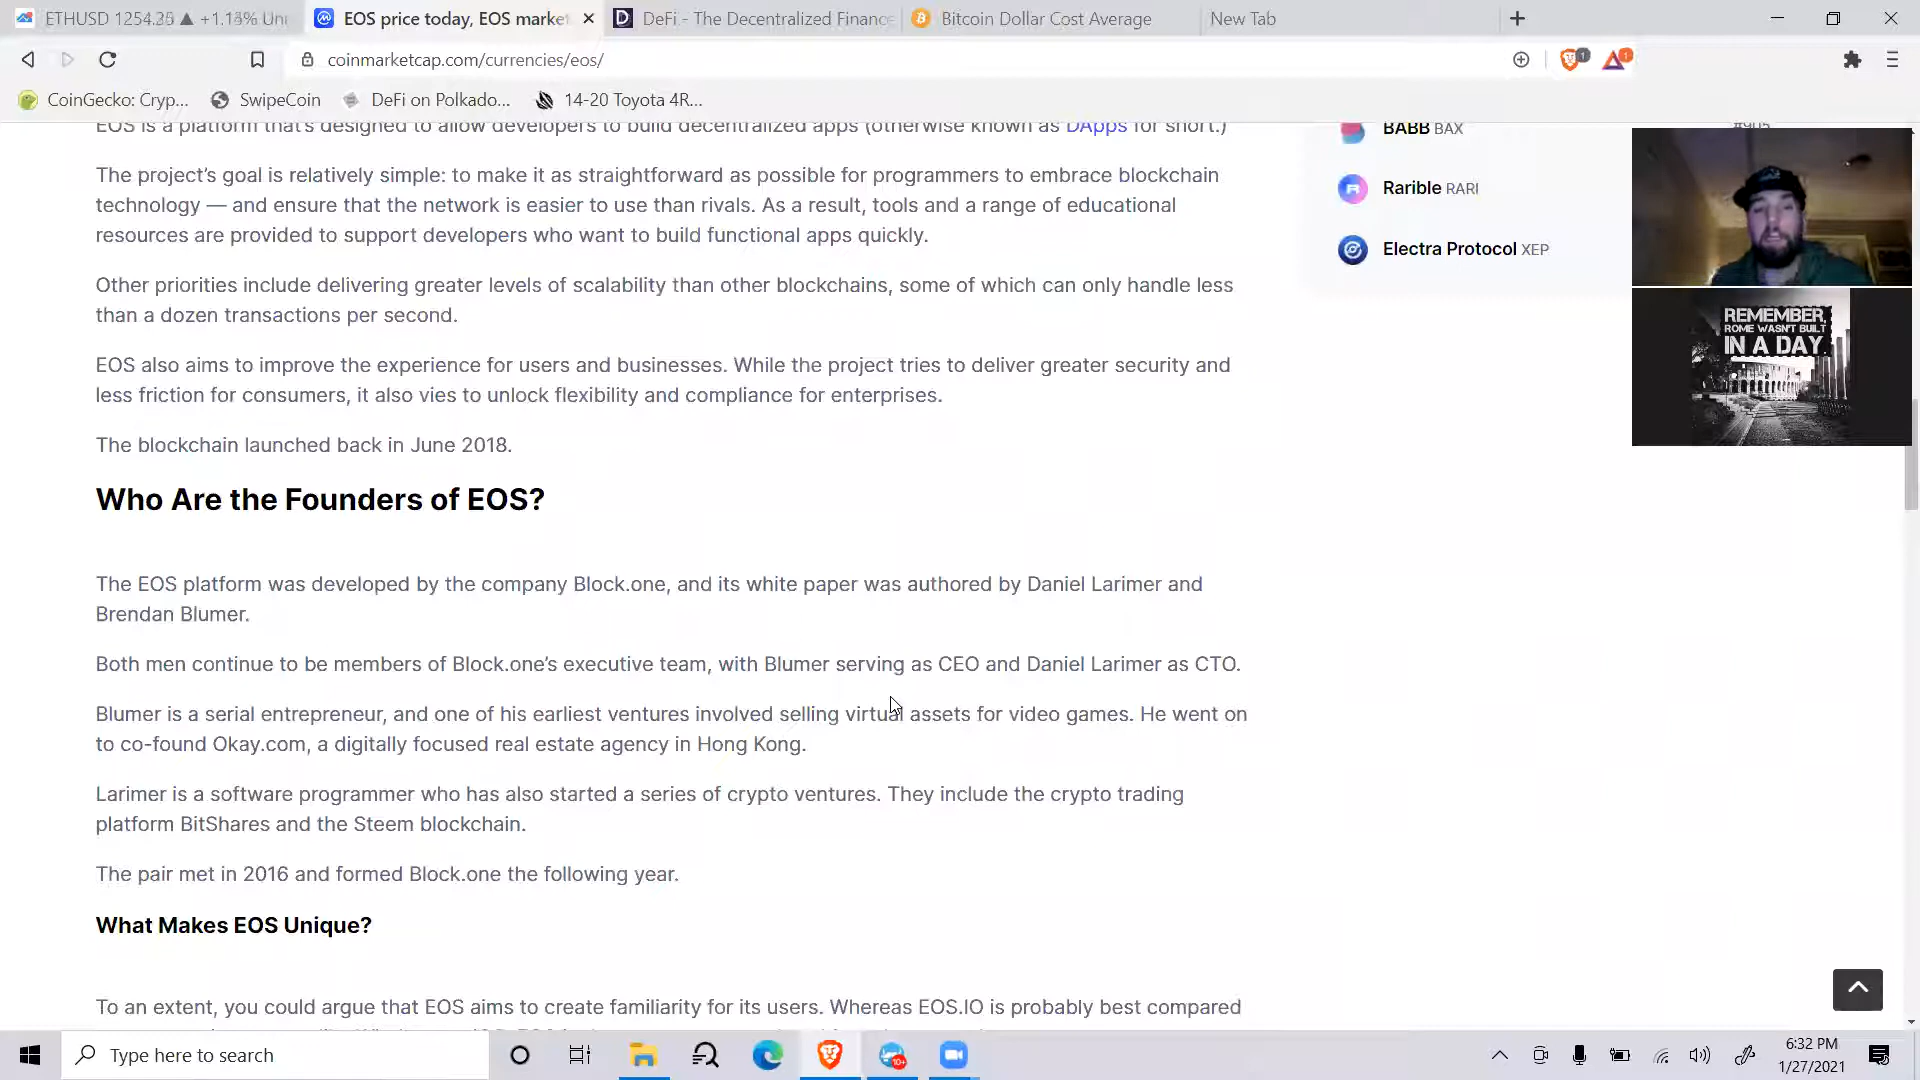 ETHUSD 1254.25 ▲ +1.13% Un
EOS price today, EOS marke
DeFi - The Decentralized Finance
Bitcoin Dollar Cost Average
New Tab
coinmarketcap.com/currencies/eos/
1
1
CoinGecko: Cryp...
SwipeCoin
DeFi on Polkado...
14-20 Toyota 4R...
EOS is a platform that's designed to allow developers to build decentralized apps (otherwise known as DApps for short.)
The project's goal is relatively simple: to make it as straightforward as possible for programmers to embrace blockchain
technology — and ensure that the network is easier to use than rivals. As a result, tools and a range of educational
resources are provided to support developers who want to build functional apps quickly.
Other priorities include delivering greater levels of scalability than other blockchains, some of which can only handle less
than a dozen transactions per second.
EOS also aims to improve the experience for users and businesses. While the project tries to deliver greater security and
less friction for consumers, it also vies to unlock flexibility and compliance for enterprises.
The blockchain launched back in June 2018.
Who Are the Founders of EOS?
The EOS platform was developed by the company Block.one, and its white paper was authored by Daniel Larimer and
Brendan Blumer.
Both men continue to be members of Block.one's executive team, with Blumer serving as CEO and Daniel Larimer as CTO.
Blumer is a serial entrepreneur, and one of his earliest ventures involved selling virtual assets for video games. He went on
to co-found Okay.com, a digitally focused real estate agency in Hong Kong.
Larimer is a software programmer who has also started a series of crypto ventures. They include the crypto trading
platform BitShares and the Steem blockchain.
The pair met in 2016 and formed Block.one the following year.
What Makes EOS Unique?
To an extent, you could argue that EOS aims to create familiarity for its users. Whereas EOS.IO is probably best compared
BABB BAX
#905
Rarible RARI
Electra Protocol XEP
REMEMBER,
ROME WASN'T BUILT
IN A DAY
Type here to search
10+
6:32 PM
1/27/2021